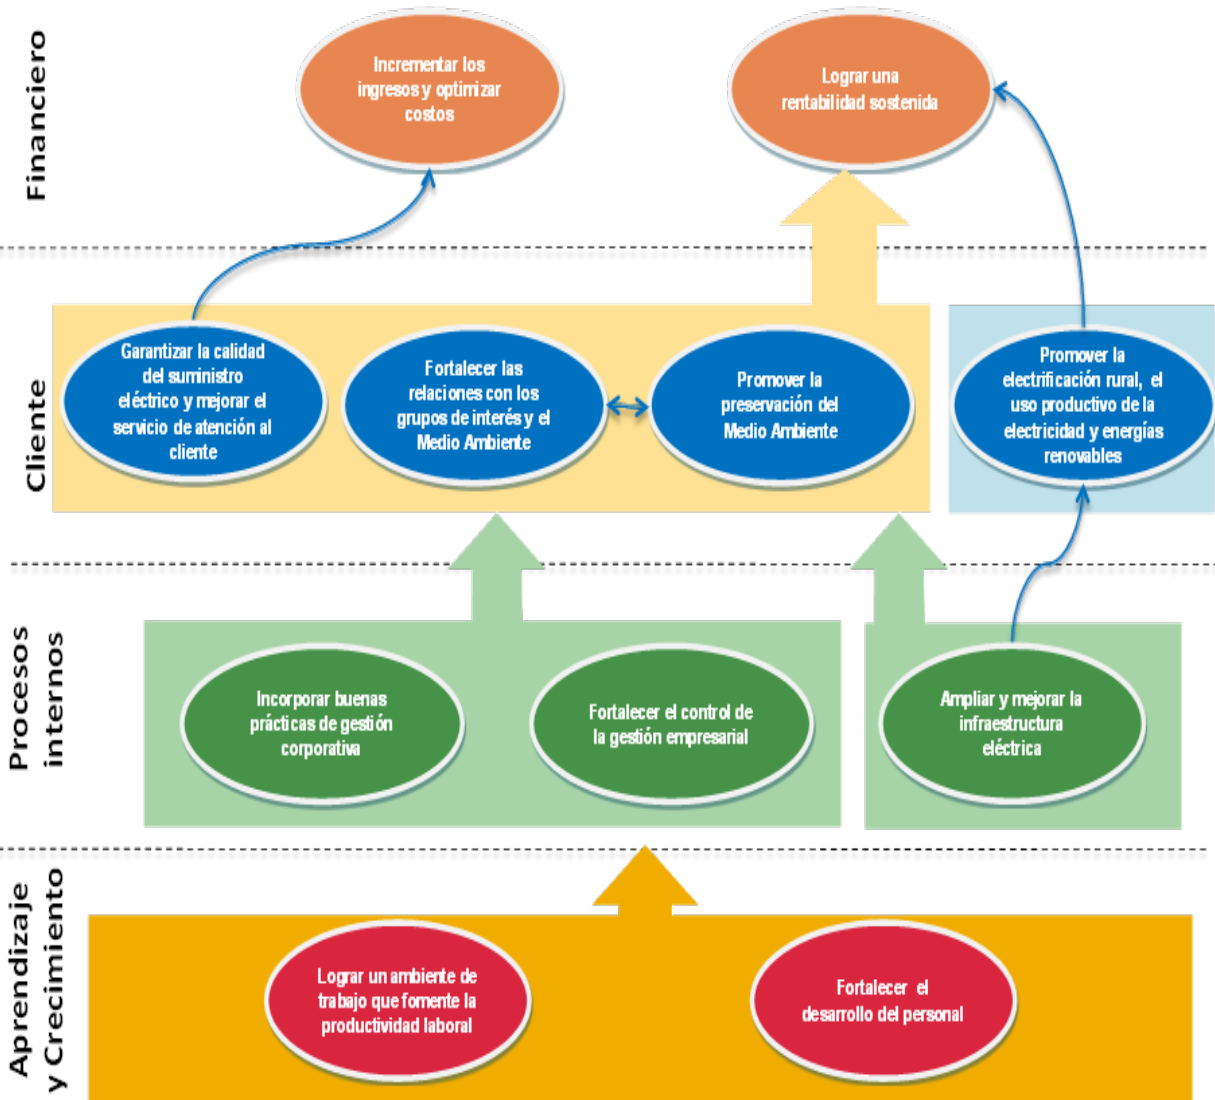 Financiero
Incrementar los
ingresos y optimizar
costos
Lograr una
rentabilidad sostenida
Cliente
Garantizar la calidad
del suministro
eléctrico y mejorar el
servicio de atención al
cliente
Fortalecer las
relaciones con los
grupos de interés y el
Medio Ambiente
Promover la
preservación del
Medio Ambiente
Promover la
electrificación rural, el
uso productivo de la
electricidad y energías
renovables
Procesos
internos
Incorporar buenas
prácticas de gestión
corporativa
Fortalecer el control de
la gestión empresarial
Ampliar y mejorar la
infraestructura
eléctrica
Aprendizaje
y Crecimiento
Lograr un ambiente de
trabajo que fomente la
productividad laboral
Fortalecer el
desarrollo del personal